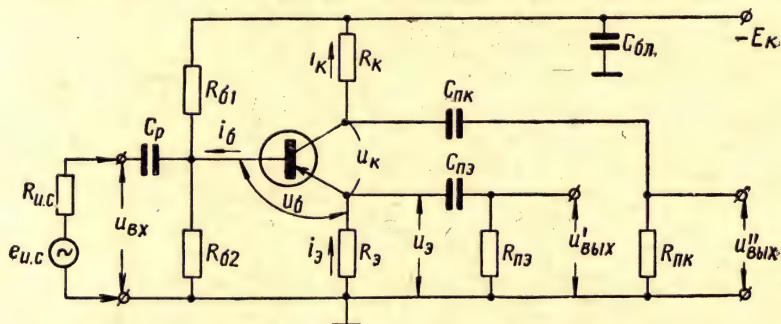 -Eк.
Cбл.
iк
Rк
Rб1
Cпк
Cр
iб
uк
Cпэ
Rи.с
uвх
uб
eи.с
Rб2
iэ
Rэ
uэ
Rпэ
u'вых
Rпк
u''вых